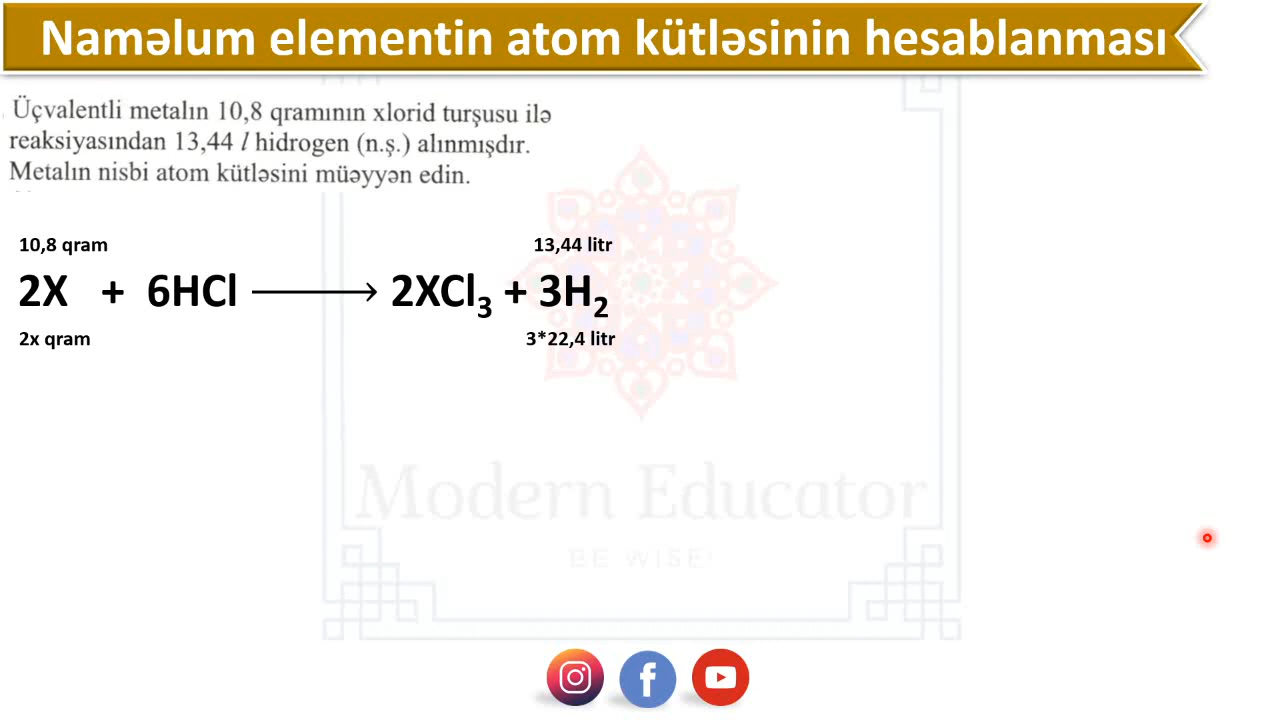 Naməlum elementin atom kütləsinin hesablanması
Üçvalentli metalın 10,8 qramının xlorid turşusu ilə
reaksiyasından 13,44 l hidrogen (n.ş.) alınmışdır.
Metalın nisbi atom kütləsini müəyyən edin.
10,8 qram 13,44 litr
2X + 6HCl ⟶ 2XCl₃ + 3H₂
2x qram 3*22,4 litr
Modern Educator
BE WISE!